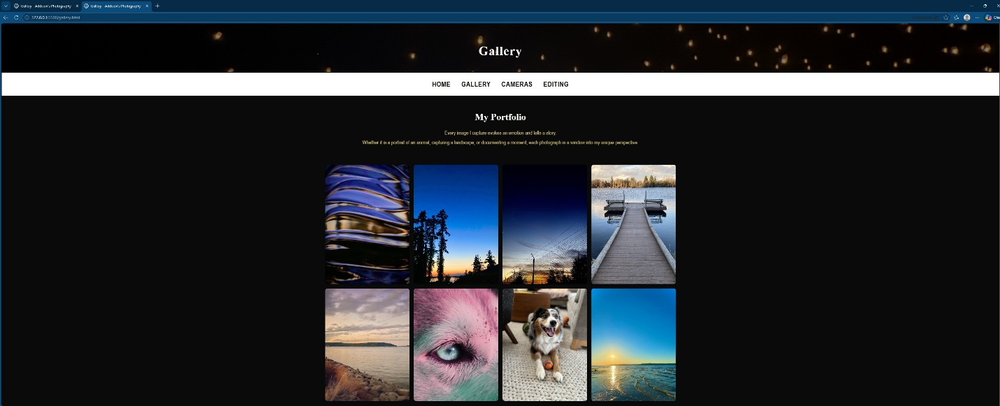 Gallery - Addison's Photography
Gallery - Addison's Photography
127.0.0.1:5500/gallery.html
Gallery
HOME GALLERY CAMERAS EDITING
My Portfolio
Every image I capture evokes an emotion and tells a story.
Whether it is a portrait of an animal, capturing a landscape, or documenting a moment, each photograph is a window into my unique perspective.